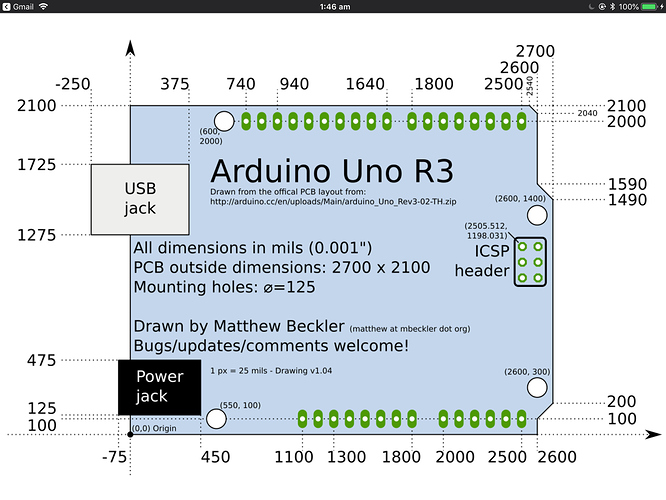 Gmail 1:46 am 100%
2700
2600
-250 375 740 940 1640 1800 2500 2540
2100 2100
2040
(600, 2000) 2000
1725 Arduino Uno R3
Drawn from the offical PCB layout from:
http://arduino.cc/en/uploads/Main/arduino_Uno_Rev3-02-TH.zip
USB
jack
1590
(2600, 1400) 1490
1275
(2505.512,
1198.031)
ICSP
header
All dimensions in mils (0.001")
PCB outside dimensions: 2700 x 2100
Mounting holes: ⌀=125
Drawn by Matthew Beckler (matthew at mbeckler dot org)
Bugs/updates/comments welcome!
475
Power
jack
1 px = 25 mils - Drawing v1.04
(2600, 300)
125 (550, 100) 200
100 (0,0) Origin 100
-75 450 1100 1300 1800 2000 2500 2600